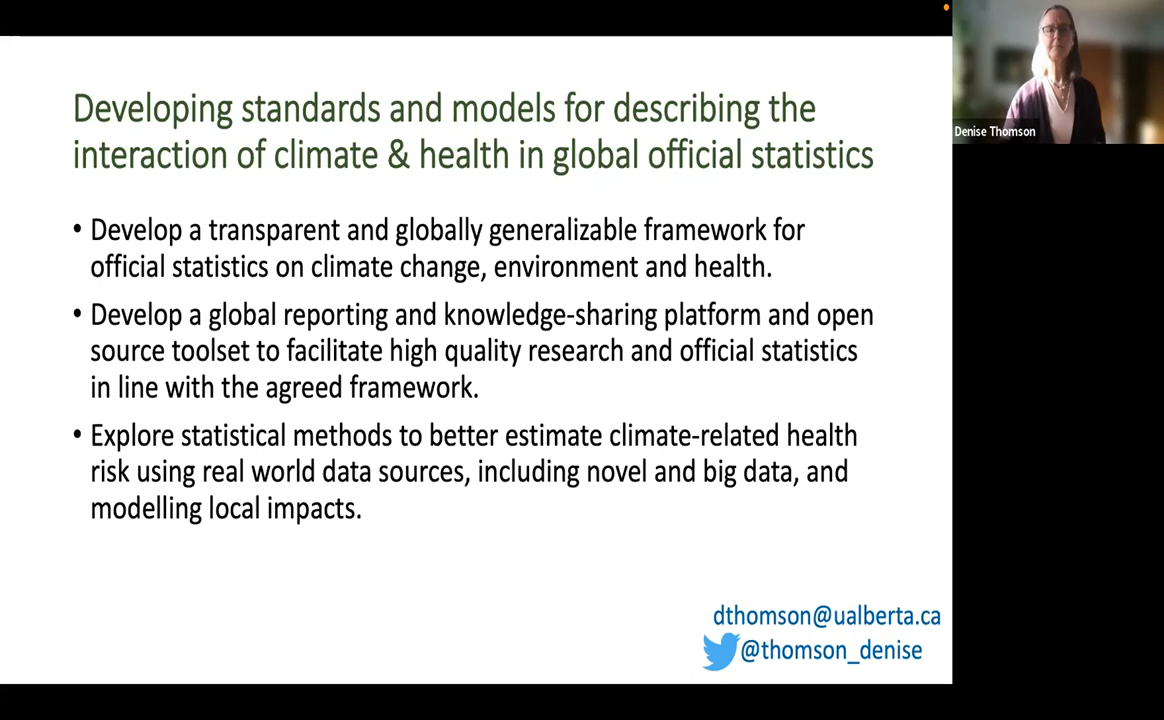 Developing standards and models for describing the
interaction of climate & health in global official statistics
• Develop a transparent and globally generalizable framework for
official statistics on climate change, environment and health.
• Develop a global reporting and knowledge-sharing platform and open
source toolset to facilitate high quality research and official statistics
in line with the agreed framework.
• Explore statistical methods to better estimate climate-related health
risk using real world data sources, including novel and big data, and
modelling local impacts.
dthomson@ualberta.ca
@thomson_denise
Denise Thomson